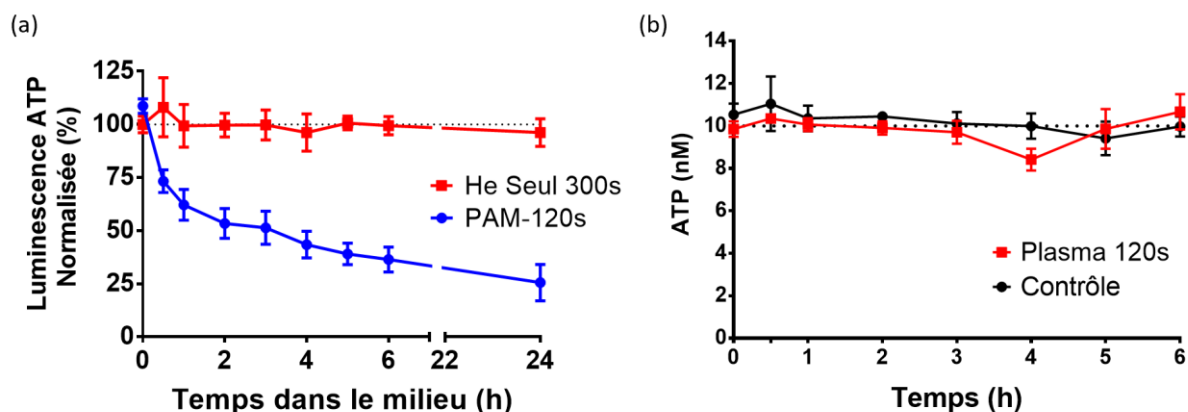 (a)
Luminescence ATP
Normalisée (%)
125
100
75
50
25
0
He Seul 300s
PAM-120s
0
2
4
6
22
24
Temps dans le milieu (h)
(b)
ATP (nM)
14
12
10
8
6
4
2
0
Plasma 120s
Contrôle
0
1
2
3
4
5
6
Temps (h)